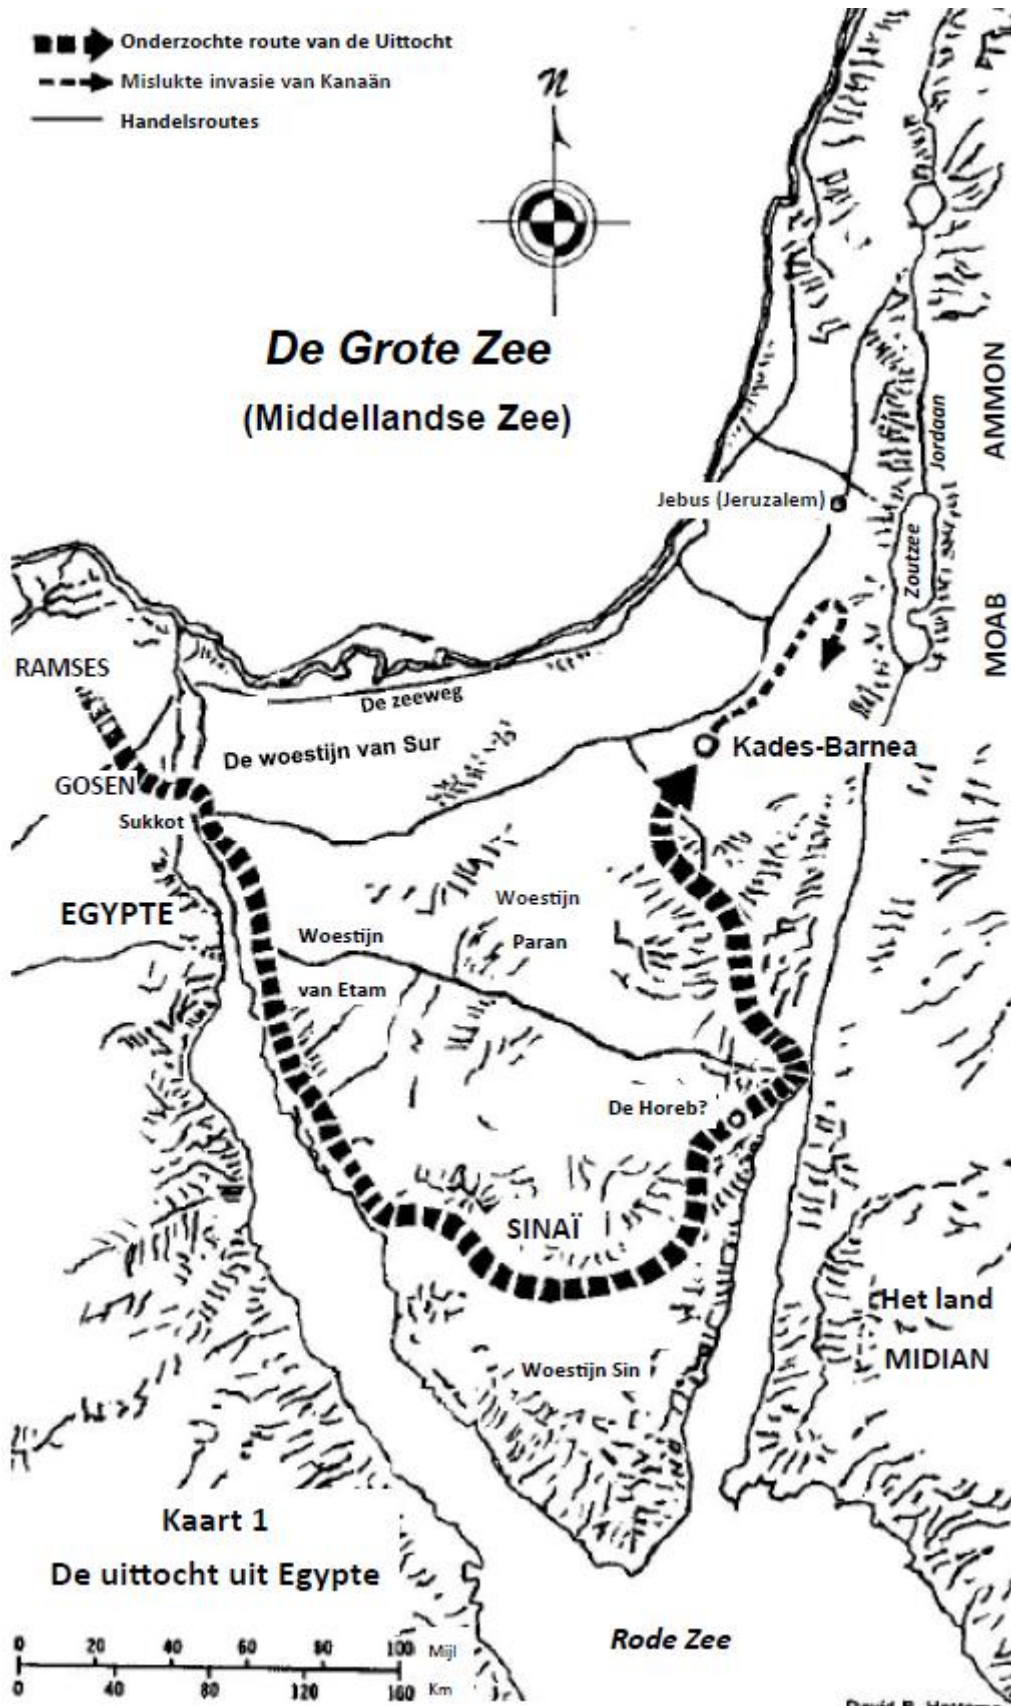 Onderzochte route van de Uittocht
Mislukte invasie van Kanaän
Handelsroutes
N
De Grote Zee
(Middellandse Zee)
AMMON
Jordaan
Jebus (Jeruzalem)
Zoutzee
MOAB
RAMSES
De zeeweg
De woestijn van Sur
Kades-Barnea
GOSEN
Sukkot
Woestijn
Paran
EGYPTE
Woestijn
van Etam
De Horeb?
SINAÏ
Het land
MIDIAN
Woestijn Sin
Kaart 1
De uittocht uit Egypte
Rode Zee
0 20 40 60 80 100 Mijl
0 40 80 120 160 Km